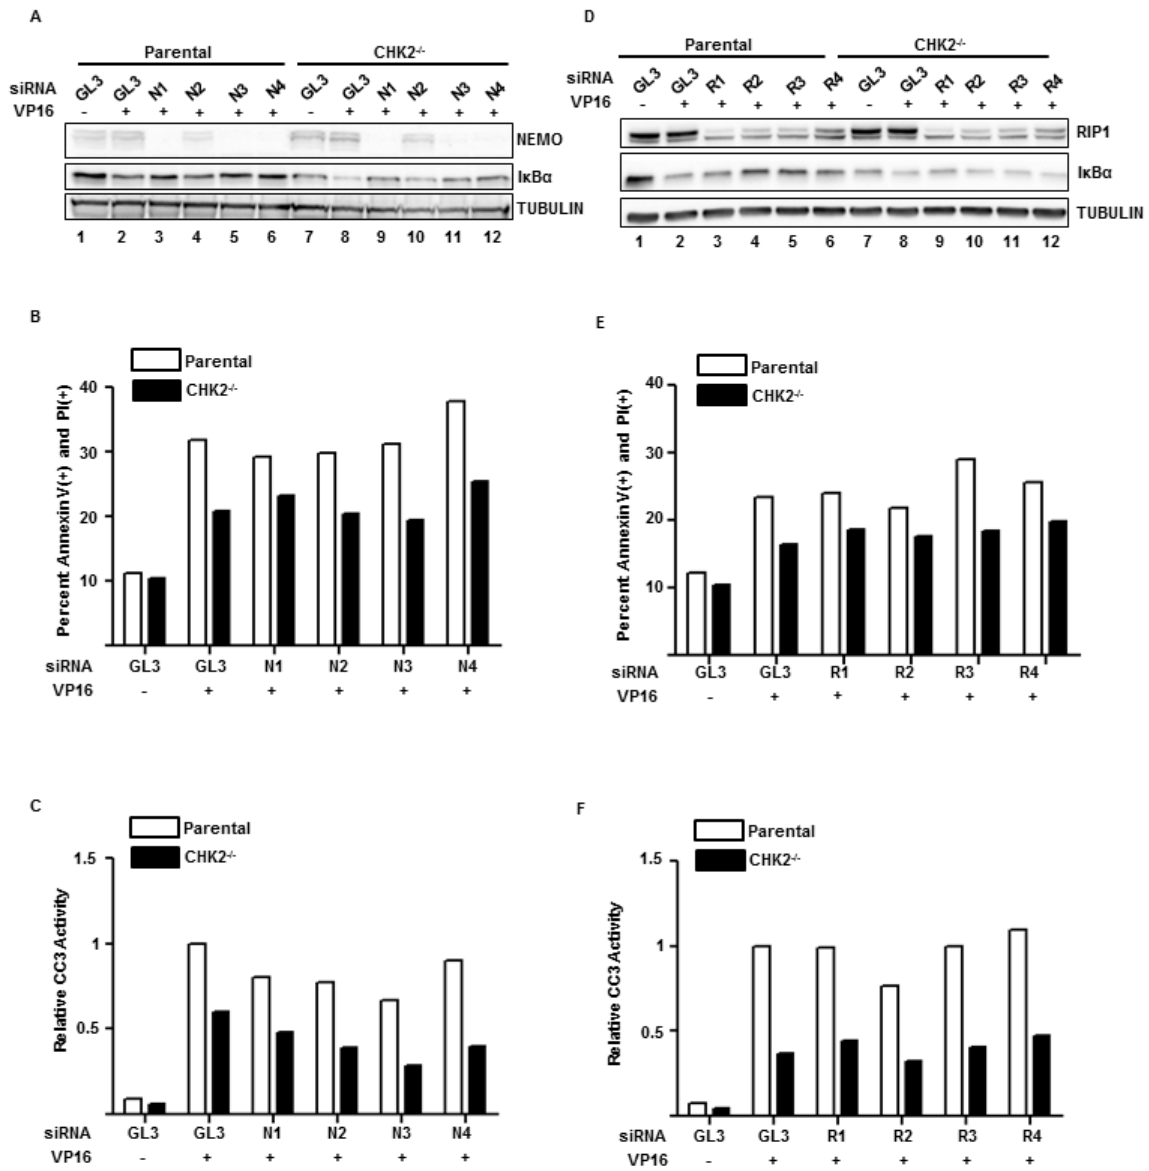 A
Parental CHK2-/-
siRNA GL3 GL3 N1 N2 N3 N4 GL3 GL3 N1 N2 N3 N4
VP16 - + + + + + - + + + + +
NEMO
IκBα
TUBULIN
1 2 3 4 5 6 7 8 9 10 11 12
D
Parental CHK2-/-
siRNA GL3 GL3 R1 R2 R3 R4 GL3 GL3 R1 R2 R3 R4
VP16 - + + + + + - + + + + +
RIP1
IκBα
TUBULIN
1 2 3 4 5 6 7 8 9 10 11 12
B
Parental
CHK2-/-
Percent Annexin V(+) and PI(+)
40
30
20
10
siRNA GL3 GL3 N1 N2 N3 N4
VP16 - + + + + +
E
Parental
CHK2-/-
Percent Annexin V(+) and PI(+)
40
30
20
10
siRNA GL3 GL3 R1 R2 R3 R4
VP16 - + + + + +
C
Parental
CHK2-/-
Relative CC3 Activity
1.5
1
0.5
siRNA GL3 GL3 N1 N2 N3 N4
VP16 - + + + + +
F
Parental
CHK2-/-
Relative CC3 Activity
1.5
1
0.5
siRNA GL3 GL3 R1 R2 R3 R4
VP16 - + + + + +